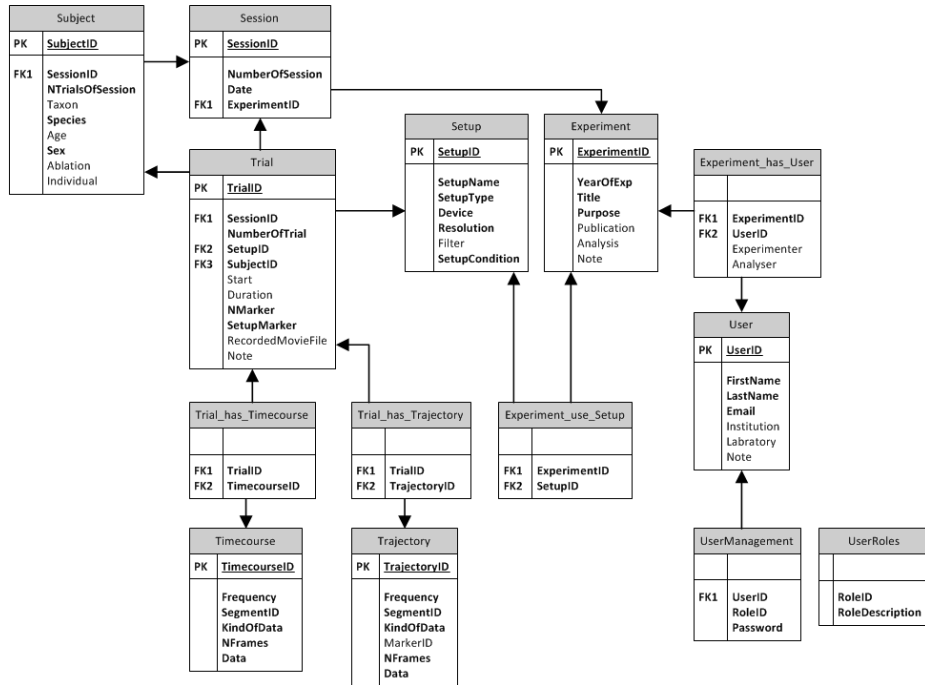 Subject
PK SubjectID
FK1 SessionID
NTrialsOfSession
Taxon
Species
Age
Sex
Ablation
Individual
Session
PK SessionID
NumberOfSession
Date
FK1 ExperimentID
Trial
PK TrialID
FK1 SessionID
NumberOfTrial
FK2 SetupID
FK3 SubjectID
Start
Duration
NMarker
SetupMarker
RecordedMovieFile
Note
Setup
PK SetupID
SetupName
SetupType
Device
Resolution
Filter
SetupCondition
Experiment
PK ExperimentID
YearOfExp
Title
Purpose
Publication
Analysis
Note
Experiment_has_User
FK1 ExperimentID
FK2 UserID
Experimenter
Analyser
User
PK UserID
FirstName
LastName
Email
Institution
Labratory
Note
Trial_has_Timecourse
FK1 TrialID
FK2 TimecourseID
Trial_has_Trajectory
FK1 TrialID
FK2 TrajectoryID
Experiment_use_Setup
FK1 ExperimentID
FK2 SetupID
Timecourse
PK TimecourseID
Frequency
SegmentID
KindOfData
NFrames
Data
Trajectory
PK TrajectoryID
Frequency
SegmentID
KindOfData
MarkerID
NFrames
Data
UserManagement
FK1 UserID
RoleID
Password
UserRoles
RoleID
RoleDescription